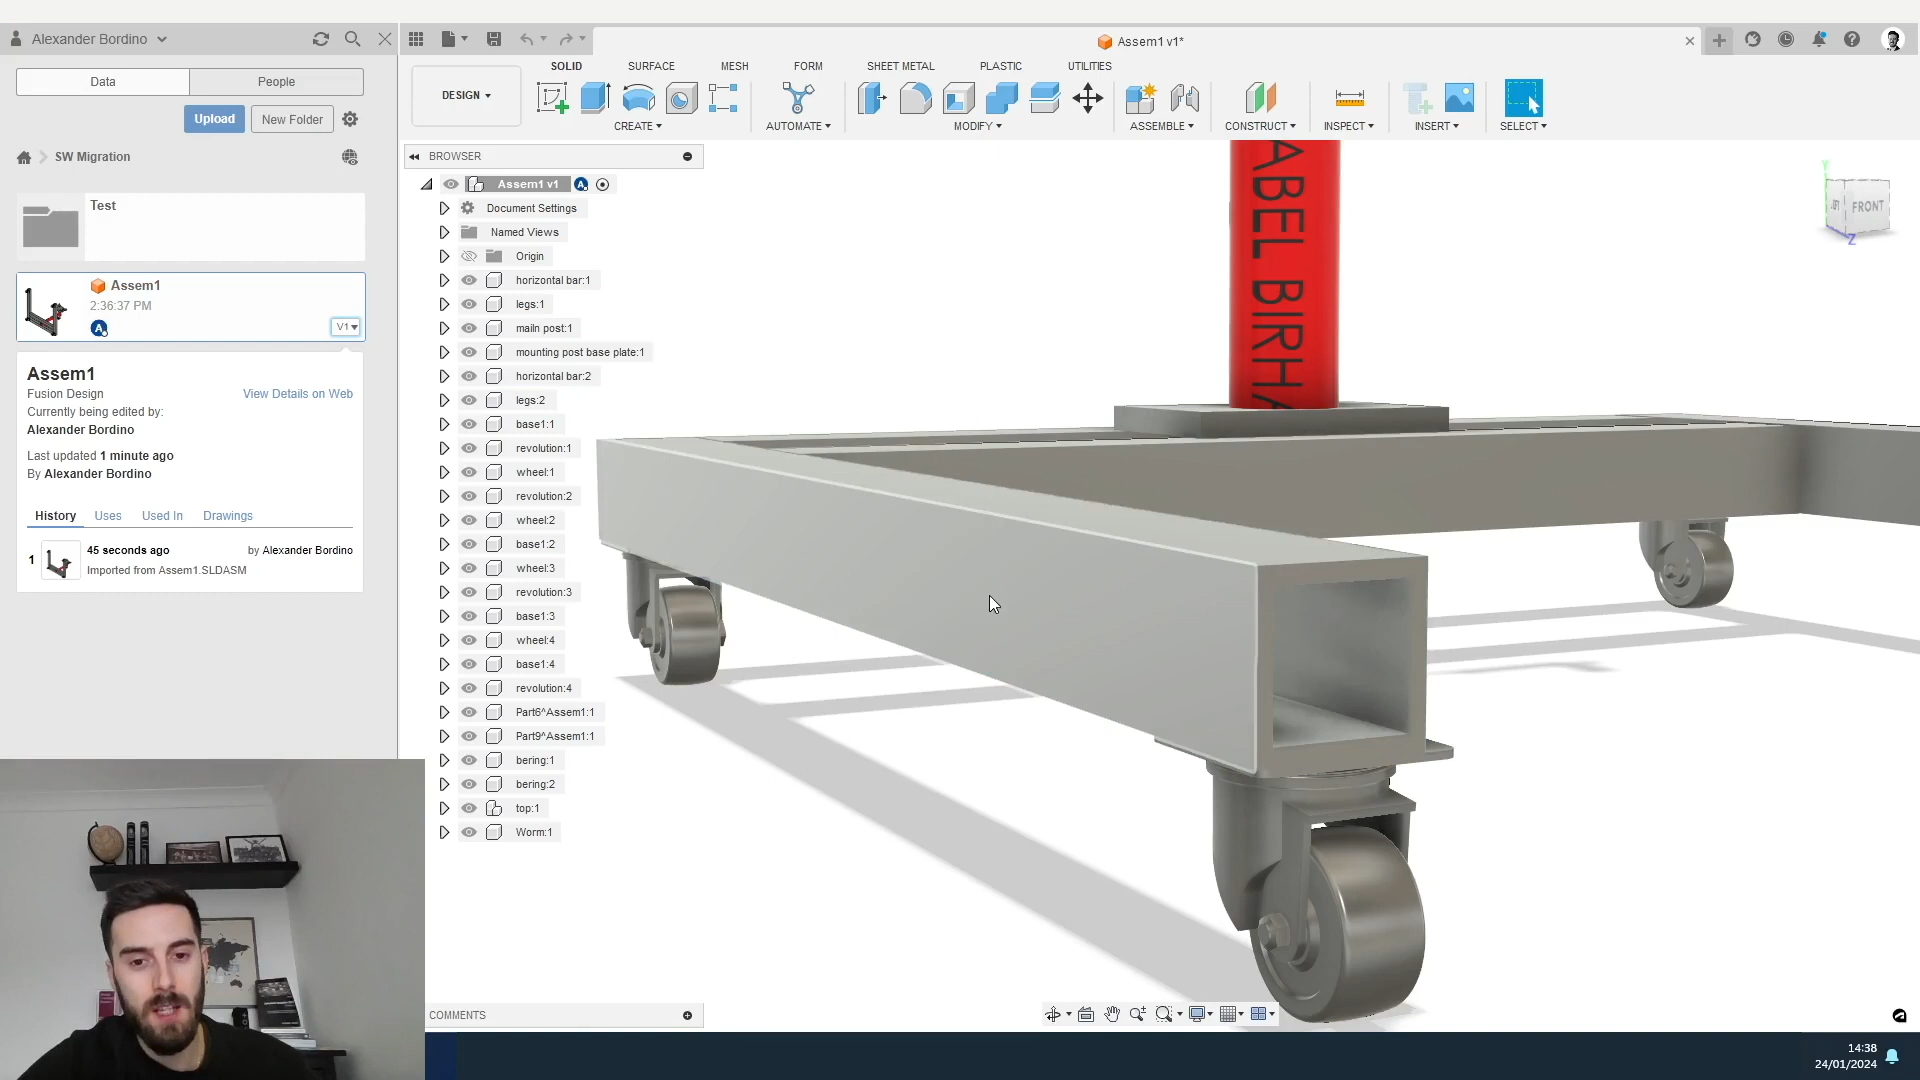 Alexander Bordino
Assem1 v1*
Data
People
SOLID
SURFACE
MESH
FORM
SHEET METAL
PLASTIC
UTILITIES
DESIGN
Upload
New Folder
CREATE
AUTOMATE
MODIFY
ASSEMBLE
CONSTRUCT
INSPECT
INSERT
SELECT
SW Migration
BROWSER
Assem1 v1
Test
Document Settings
Named Views
Origin
horizontal bar:1
legs:1
mailn post:1
mounting post base plate:1
horizontal bar:2
legs:2
base1:1
revolution:1
wheel:1
revolution:2
wheel:2
base1:2
wheel:3
revolution:3
base1:3
wheel:4
base1:4
revolution:4
Part6^Assem1:1
Part9^Assem1:1
bering:1
bering:2
top:1
Worm:1
Assem1
2:36:37 PM
A
V1
Assem1
Fusion Design
View Details on Web
Currently being edited by:
Alexander Bordino
Last updated 1 minute ago
By Alexander Bordino
History
Uses
Used In
Drawings
1
45 seconds ago
by Alexander Bordino
Imported from Assem1.SLDASM
ABEL BIRHA
FRONT
Y
Z
COMMENTS
14:38
24/01/2024